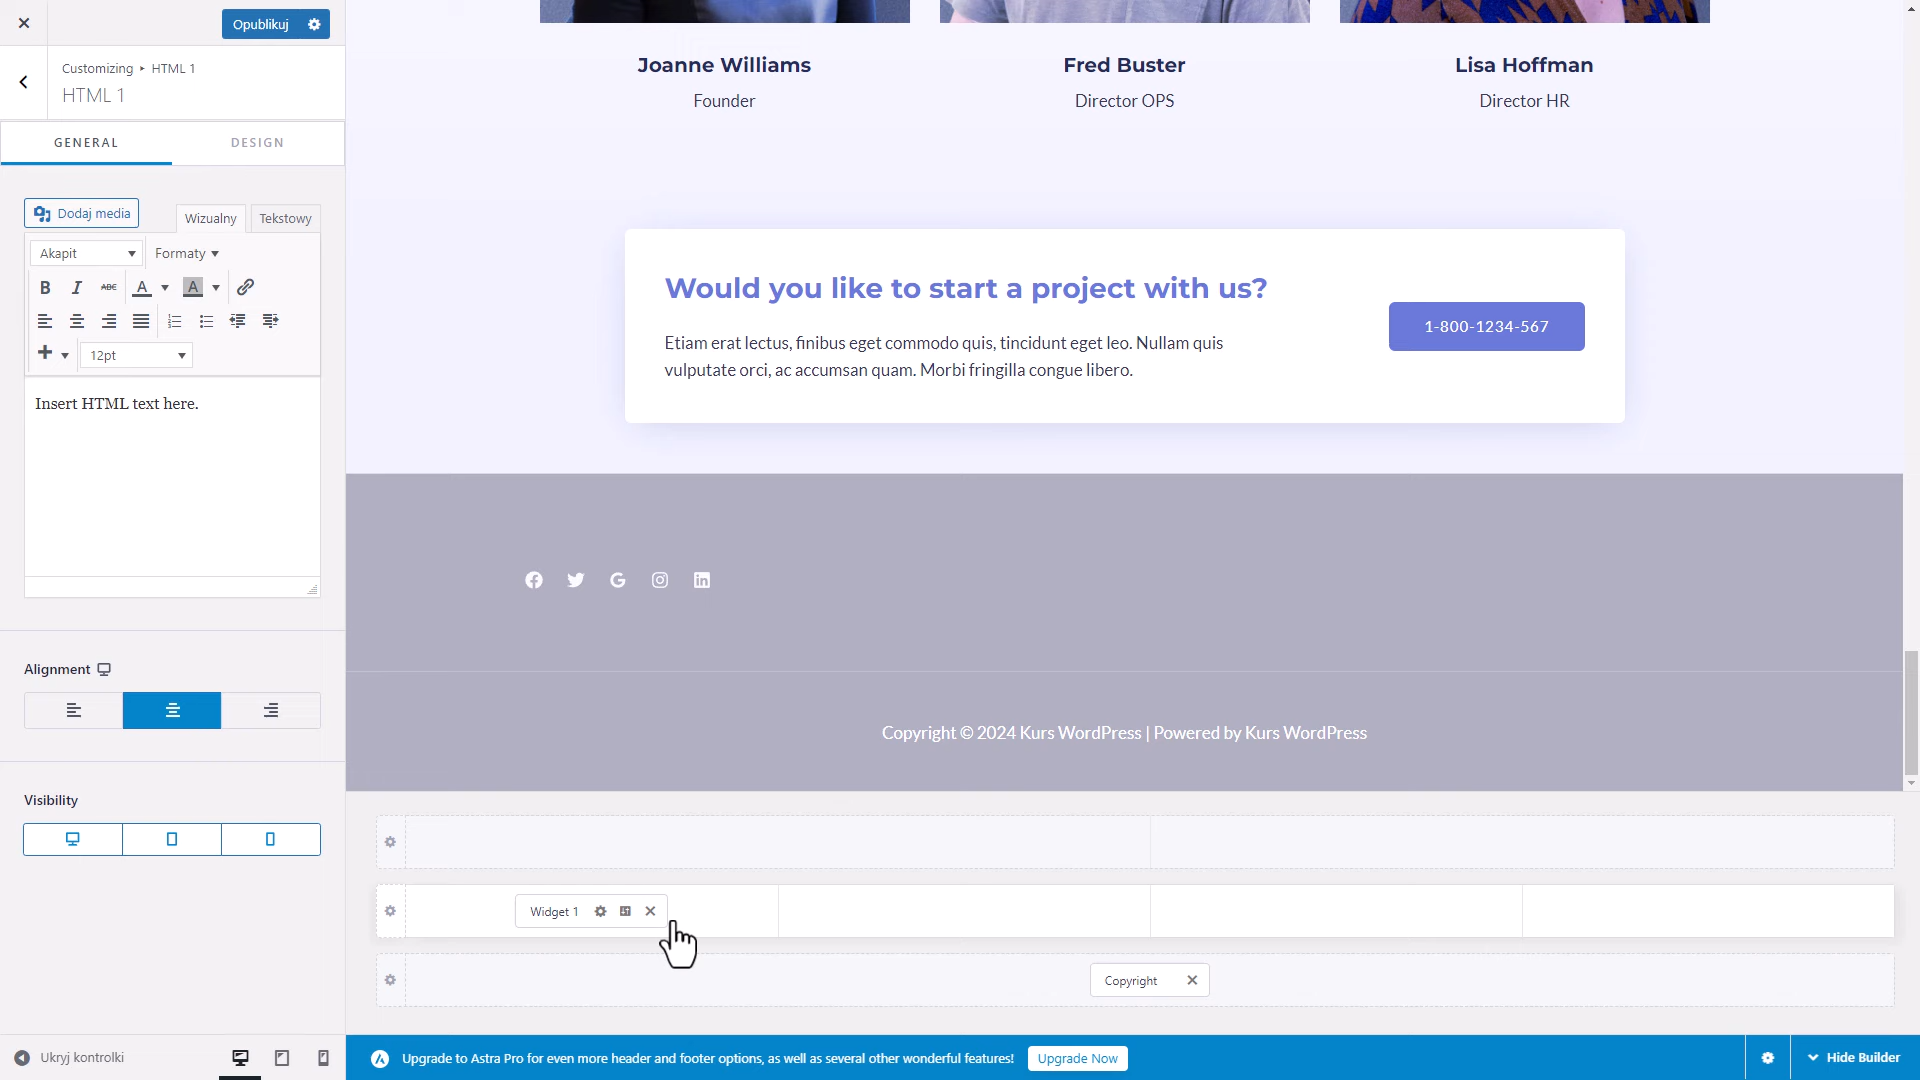 Opublikuj
Customizing ▸ HTML 1
HTML 1
GENERAL
DESIGN
Dodaj media
Wizualny
Tekstowy
Akapit
Formaty
B I ABC A A
12pt
Insert HTML text here.
Alignment
Visibility
Ukryj kontrolki
Joanne Williams
Founder
Fred Buster
Director OPS
Lisa Hoffman
Director HR
Would you like to start a project with us?
Etiam erat lectus, finibus eget commodo quis, tincidunt eget leo. Nullam quis
vulputate orci, ac accumsan quam. Morbi fringilla congue libero.
1-800-1234-567
Copyright © 2024 Kurs WordPress | Powered by Kurs WordPress
Widget 1
Copyright
Upgrade to Astra Pro for even more header and footer options, as well as several other wonderful features!
Upgrade Now
Hide Builder